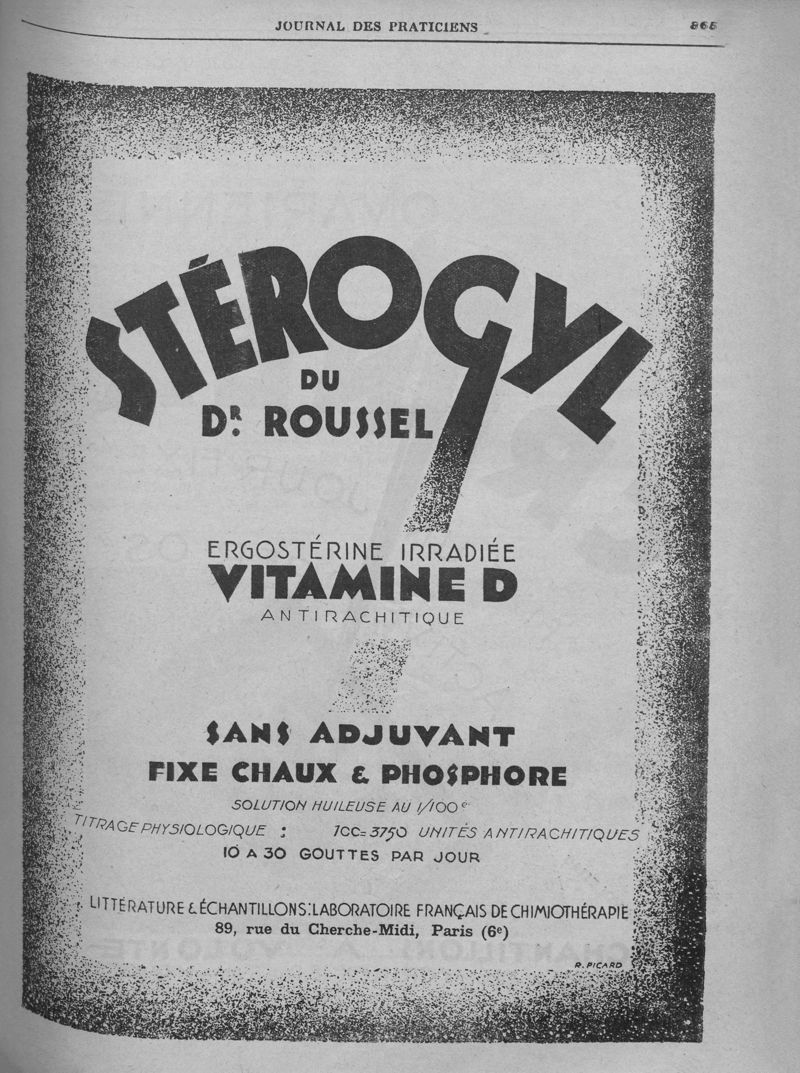 JOURNAL DES PRATICIENS
STÉROGYL
DU
DR. ROUSSEL
ERGOSTÉRINE IRRADIÉE
VITAMINE D
ANTIRACHITIQUE
SANS ADJUVANT
FIXE CHAUX & PHOSPHORE
SOLUTION HUILEUSE AU 1/100e
TITRAGE PHYSIOLOGIQUE : 1CC = 3750 UNITÉS ANTIRACHITIQUES
10 A 30 GOUTTES PAR JOUR
LITTÉRATURE & ÉCHANTILLONS: LABORATOIRE FRANÇAIS DE CHIMIOTHÉRAPIE
89, rue du Cherche-Midi, Paris (6e)
R. PICARD